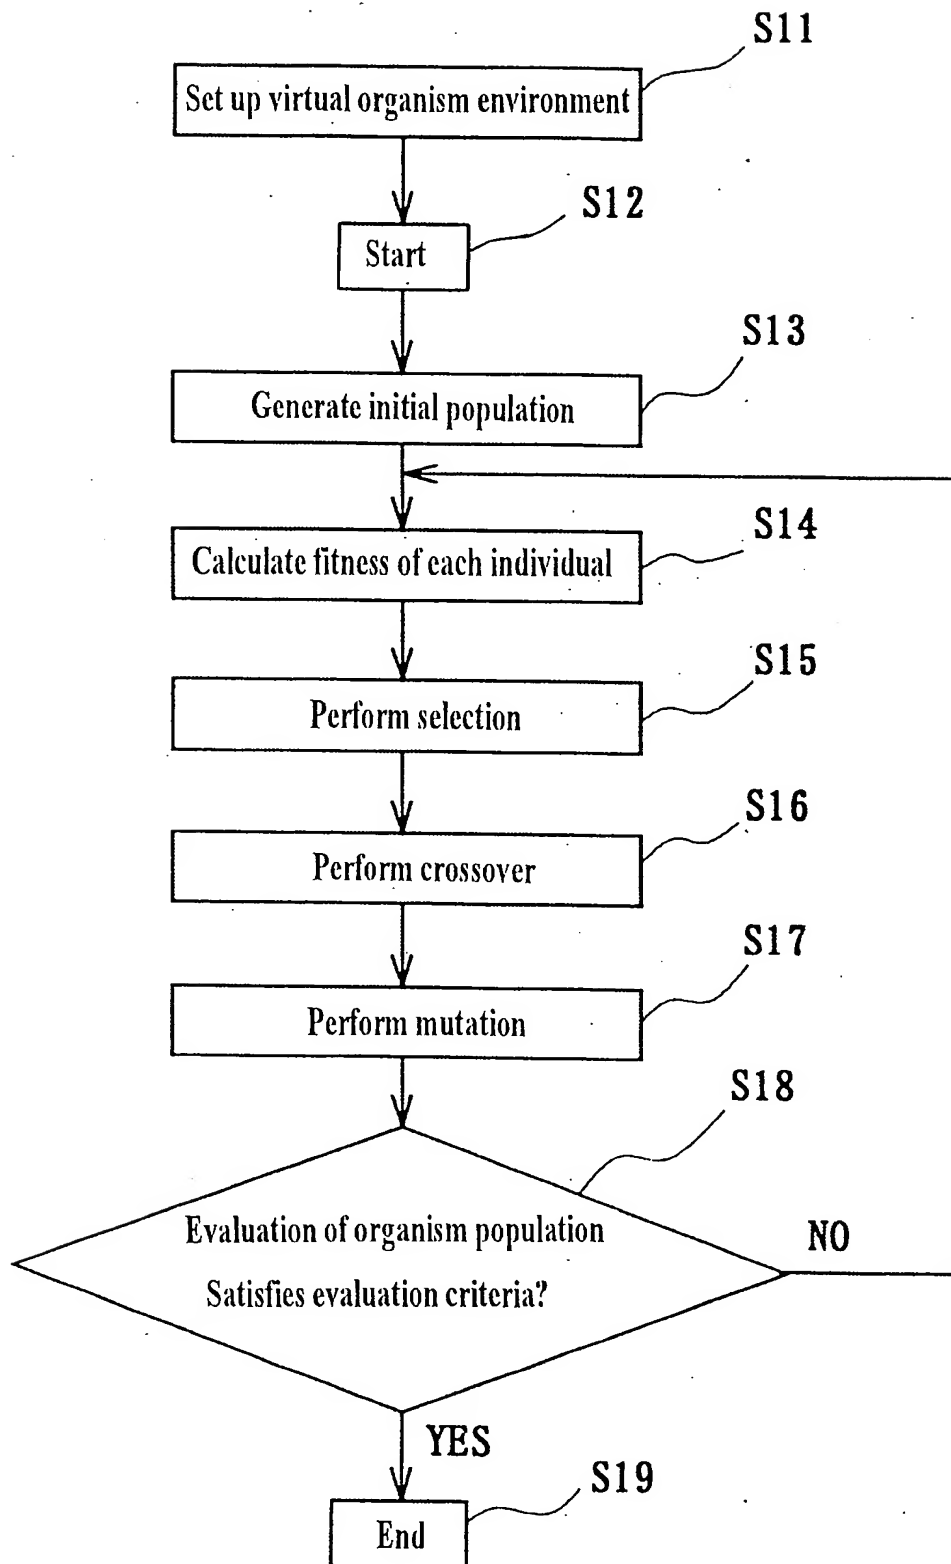 S11
Set up virtual organism environment
S12
Start
S13
Generate initial population
S14
Calculate fitness of each individual
S15
Perform selection
S16
Perform crossover
S17
Perform mutation
S18
Evaluation of organism population
Satisfies evaluation criteria?
NO
YES
S19
End